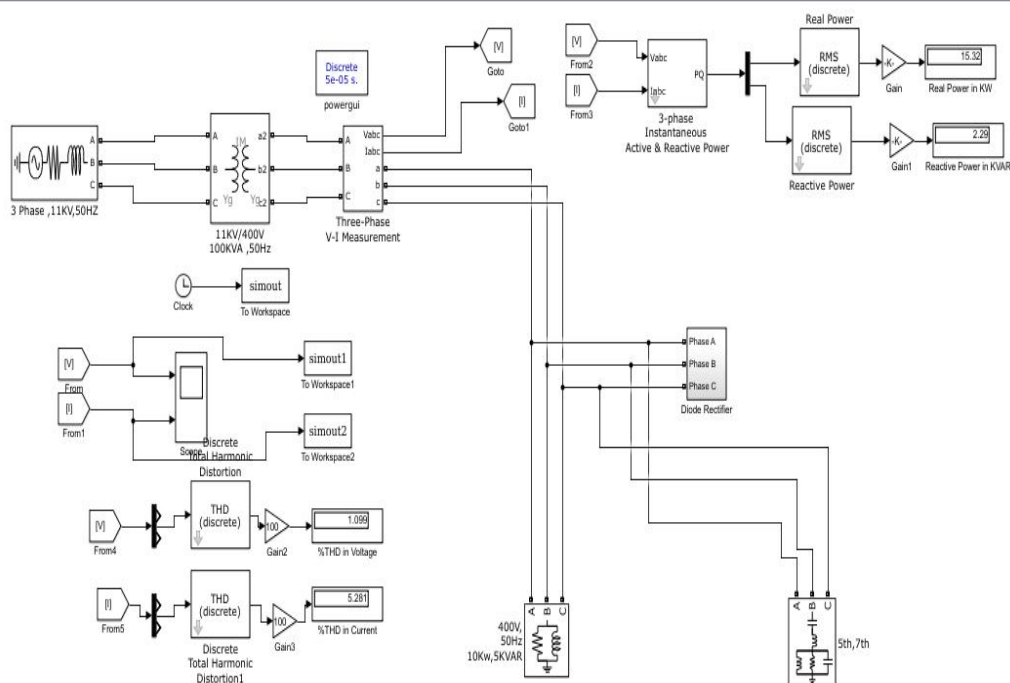 Real Power
[V]
Goto
[I]
Goto1
Discrete
5e-05 s.
powergui
[V]
From2
[I]
From3
Vabc
Iabc
PQ
3-phase
Instantaneous
Active & Reactive Power
RMS
(discrete)
-K-
Gain
15.32
Real Power in KW
RMS
(discrete)
Reactive Power
-K-
Gain1
2.29
Reactive Power in KVAR
A
B
C
3 Phase ,11KV,50HZ
A
B
C
a2
b2
c2
Yg
Yg
11KV/400V
100KVA ,50Hz
A
B
C
Vabc
Iabc
a
b
c
Three-Phase
V-I Measurement
Clock
simout
To Workspace
[V]
From
[I]
From1
Scope
simout1
To Workspace1
simout2
To Workspace2
Phase A
Phase B
Phase C
Diode Rectifier
Discrete
Total Harmonic
Distortion
[V]
From4
THD
(discrete)
100
Gain2
1.099
%THD in Voltage
[I]
From5
THD
(discrete)
100
Gain3
5.281
%THD in Current
Discrete
Total Harmonic
Distortion1
A
B
C
400V,
50Hz
10Kw,5KVAR
A
B
C
5th,7th